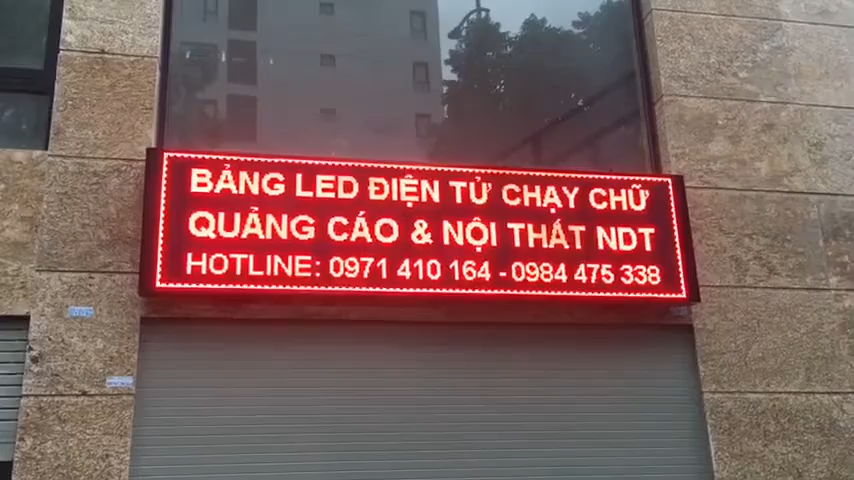 BẢNG LED ĐIỆN TỬ CHẠY CHỮ
QUẢNG CÁO & NỘI THẤT NDT
HOTLINE: 0971 410 164 - 0984 475 338